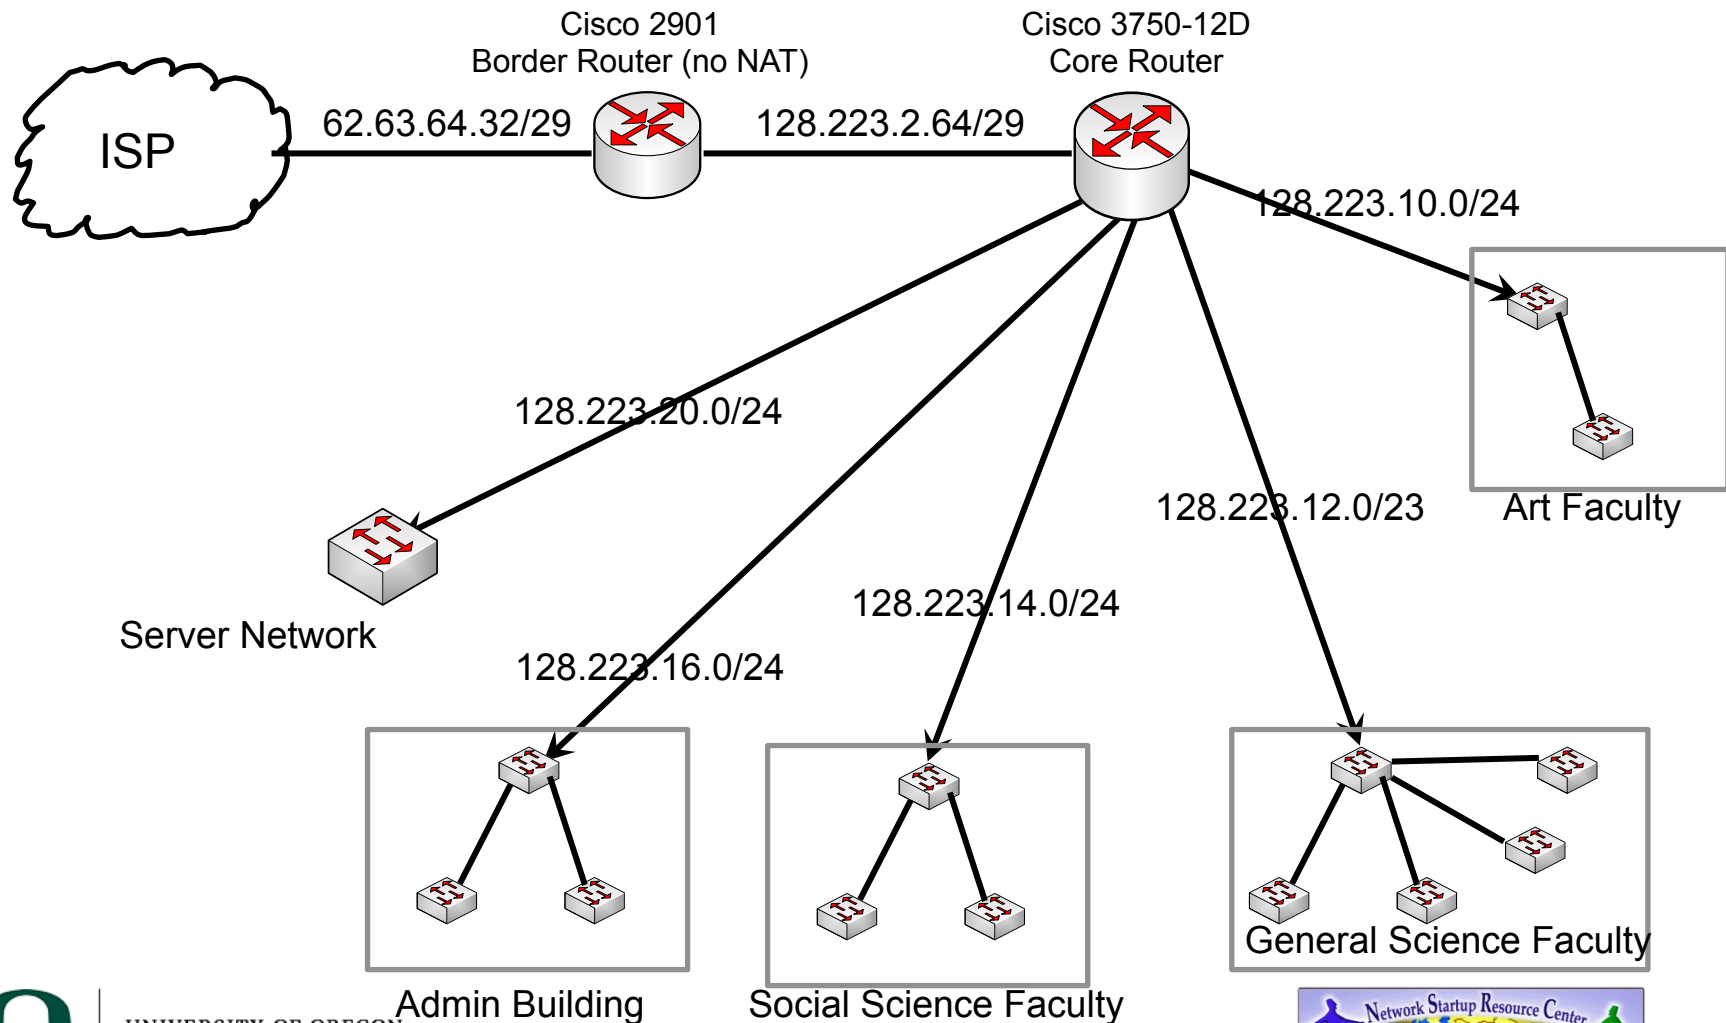 Cisco 2901
Border Router (no NAT)
Cisco 3750-12D
Core Router
ISP
62.63.64.32/29
128.223.2.64/29
128.223.10.0/24
128.223.20.0/24
Art Faculty
128.223.12.0/23
128.223.14.0/24
Server Network
128.223.16.0/24
General Science Faculty
Admin Building
Social Science Faculty
UNIVERSITY OF OREGON
Network Startup Resource Center